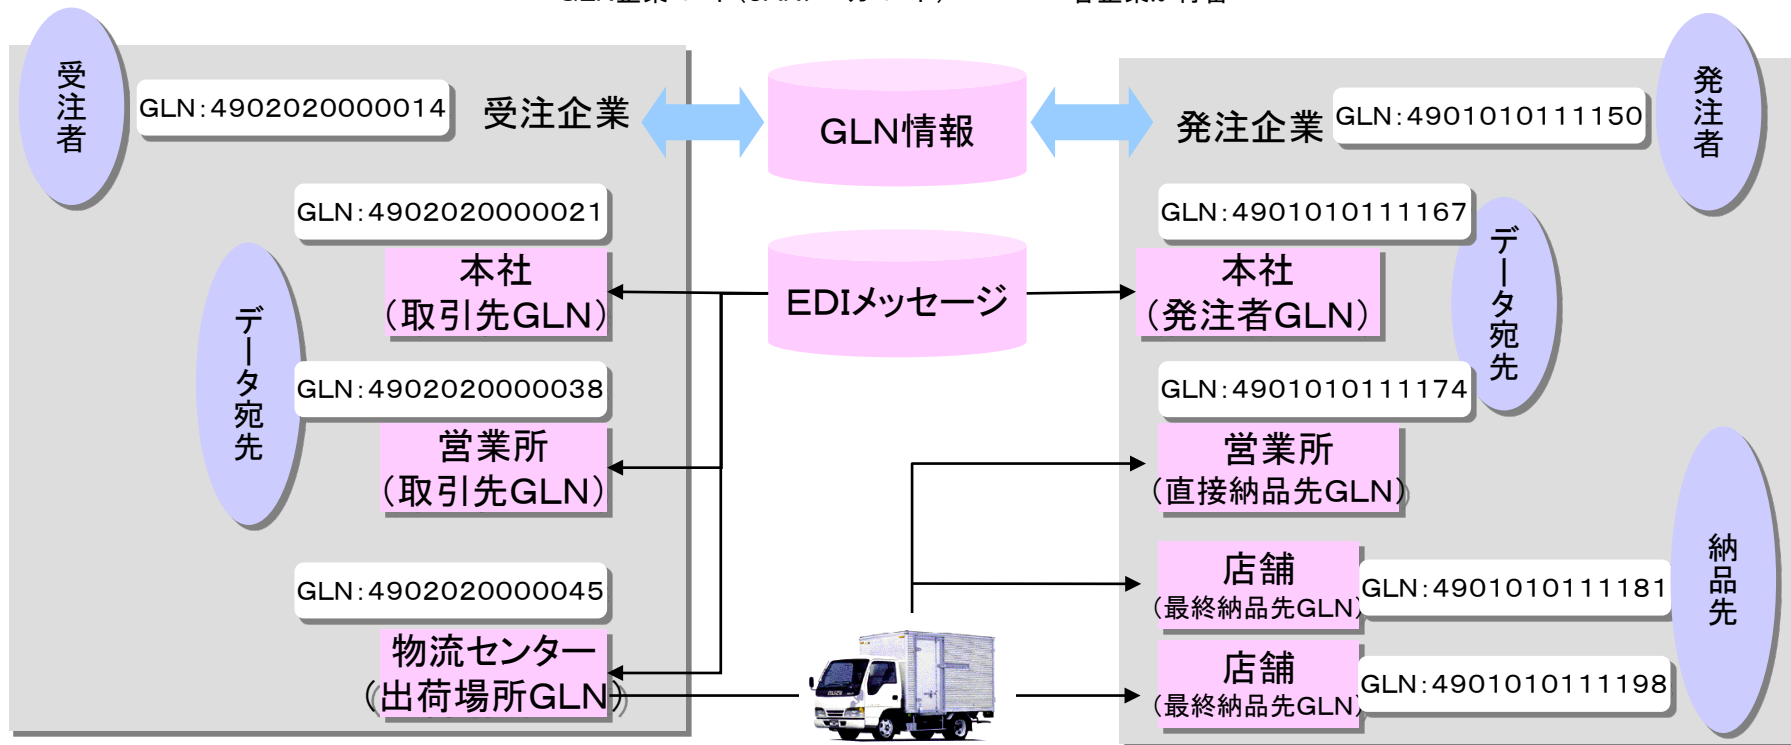 受注者
GLN:4902020000014
受注企業
GLN情報
発注企業
GLN:4901010111150
発注者
GLN:4902020000021
本社
(取引先GLN)
EDIメッセージ
GLN:4901010111167
本社
(発注者GLN)
データ宛先
データ宛先
GLN:4902020000038
営業所
(取引先GLN)
GLN:4901010111174
営業所
(直接納品先GLN)
GLN:4902020000045
物流センター
(出荷場所GLN)
店舗
(最終納品先GLN)
GLN:4901010111181
店舗
(最終納品先GLN)
GLN:4901010111198
納品先